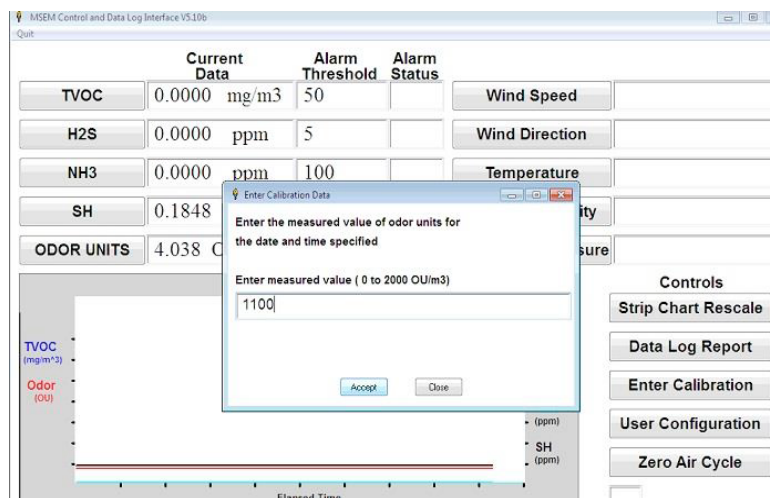 MSEM Control and Data Log Interface V5.10b
Quit
Current Data
Alarm Threshold
Alarm Status
TVOC 0.0000 mg/m3 50 Wind Speed
H2S 0.0000 ppm 5 Wind Direction
NH3 0.0000 ppm 100 Temperature
SH 0.1848
ODOR UNITS 4.038
Enter Calibration Data
Enter the measured value of odor units for
the date and time specified
Enter measured value ( 0 to 2000 OU/m3)
1100
Accept Close
Controls
Strip Chart Rescale
Data Log Report
Enter Calibration
User Configuration
Zero Air Cycle
TVOC
(mg/m^3)
Odor
(OU)
(ppm)
SH
(ppm)
Elapsed Time